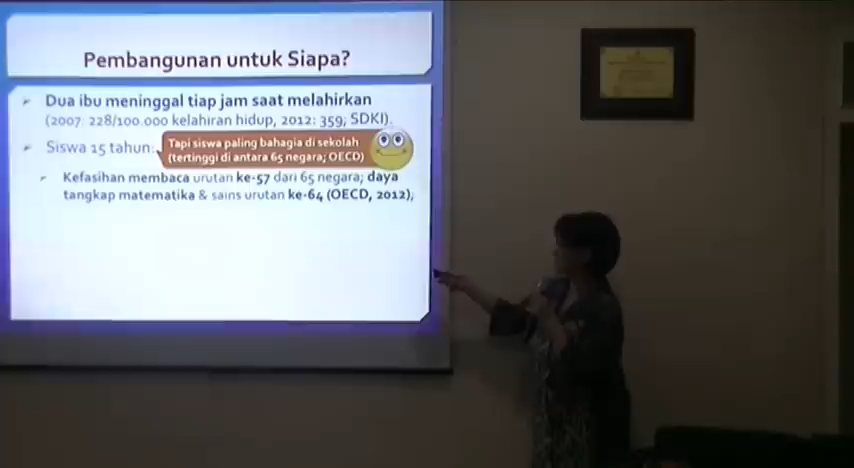 Pembangunan untuk Siapa?
Dua ibu meninggal tiap jam saat melahirkan
(2007: 228/100.000 kelahiran hidup, 2012: 359; SDKI).
Siswa 15 tahun:
Tapi siswa paling bahagia di sekolah
(tertinggi di antara 65 negara; OECD)
Kefasihan membaca urutan ke-57 dari 65 negara; daya
tangkap matematika & sains urutan ke-64 (OECD, 2012);